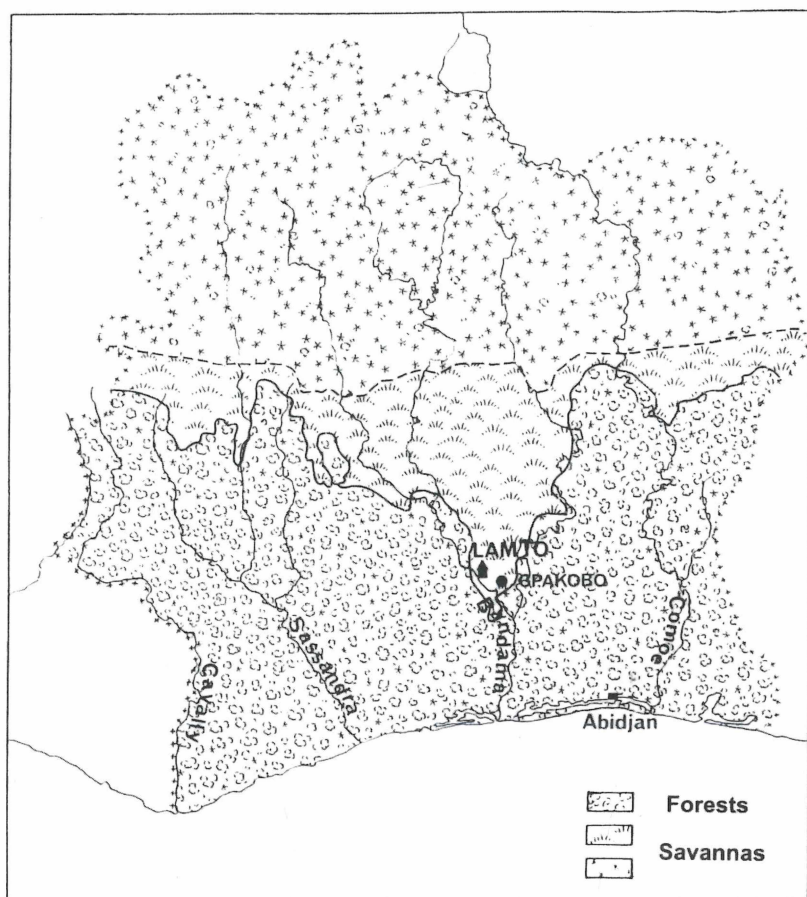 LAMTO
GPAKOBO
Bandama
Comoe
Sassandra
Cavally
Abidjan
Forests
Savannas